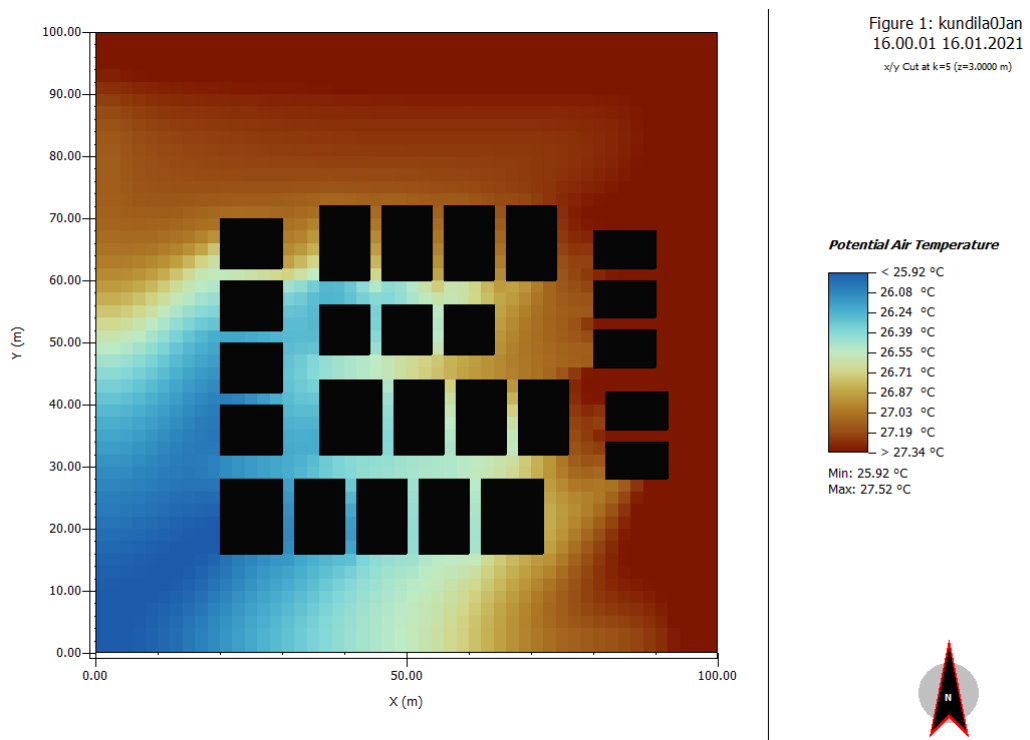 Figure 1: kundila0Jan
16.00.01 16.01.2021
x/y Cut at k=5 (z=3.0000 m)
100.00
90.00
80.00
70.00
60.00
50.00
40.00
30.00
20.00
10.00
0.00
Y (m)
0.00 50.00 100.00
X (m)
Potential Air Temperature
< 25.92 °C
26.08 °C
26.24 °C
26.39 °C
26.55 °C
26.71 °C
26.87 °C
27.03 °C
27.19 °C
> 27.34 °C
Min: 25.92 °C
Max: 27.52 °C
N